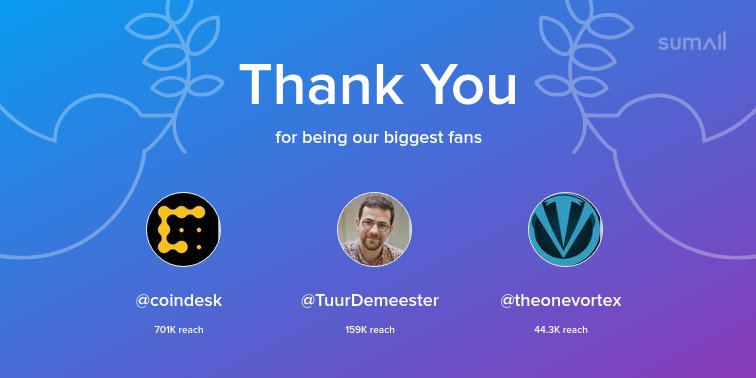 sumall
Thank You
for being our biggest fans
@coindesk
@TuurDemeester
@theonevortex
701K reach
159K reach
44.3K reach